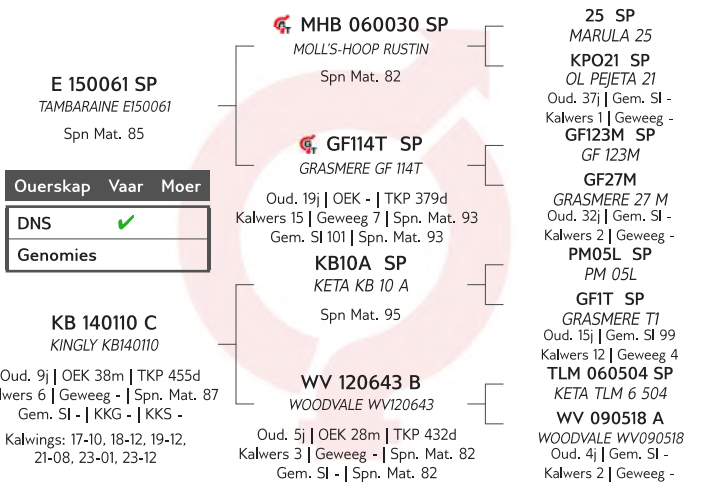 E 150061 SP
TAMBARAINE E150061
Spn Mat. 85
Ouerskap Vaar Moer
DNS ✔
Genomies
KB 140110 C
KINGLY KB140110
Oud. 9j | OEK 38m | TKP 455d
lwers 6 | Geweeg - | Spn. Mat. 87
Gem. SI - | KKG - | KKS -
Kalwings: 17-10, 18-12, 19-12,
21-08, 23-01, 23-12
GT MHB 060030 SP
MOLL'S-HOOP RUSTIN
Spn Mat. 82
GT GF114T SP
GRASMERE GF 114T
Oud. 19j | OEK - | TKP 379d
Kalwers 15 | Geweeg 7 | Spn. Mat. 93
Gem. SI 101 | Spn. Mat. 93
KB10A SP
KETA KB 10 A
Spn Mat. 95
WV 120643 B
WOODVALE WV120643
Oud. 5j | OEK 28m | TKP 432d
Kalwers 3 | Geweeg - | Spn. Mat. 82
Gem. SI - | Spn. Mat. 82
25 SP
MARULA 25
KPO21 SP
OL PEJETA 21
Oud. 37j | Gem. SI -
Kalwers 1 | Geweeg -
GF123M SP
GF 123M
GF27M
GRASMERE 27 M
Oud. 32j | Gem. SI -
Kalwers 2 | Geweeg -
PM05L SP
PM 05L
GF1T SP
GRASMERE T1
Oud. 15j | Gem. SI 99
Kalwers 12 | Geweeg 4
TLM 060504 SP
KETA TLM 6 504
WV 090518 A
WOODVALE WV090518
Oud. 4j | Gem. SI -
Kalwers 2 | Geweeg -